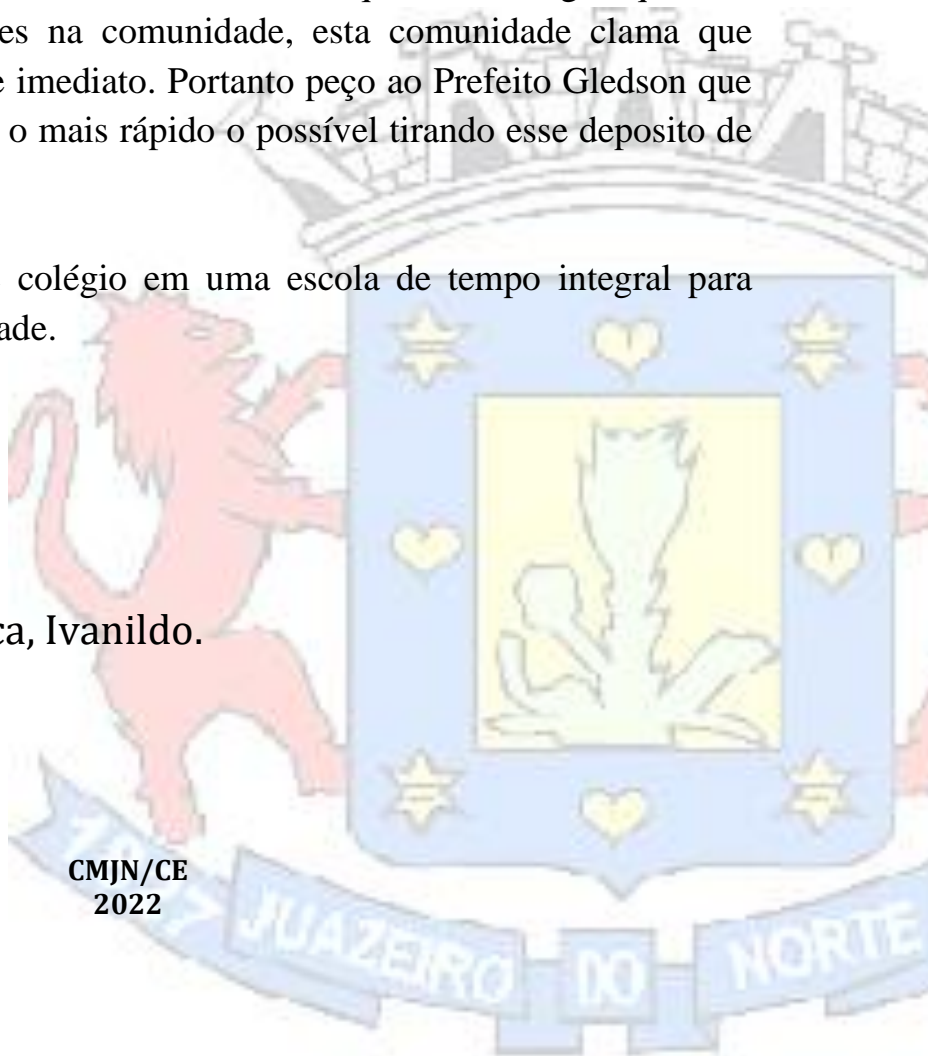 es na comunidade, esta comunidade clama que
imediato. Portanto peço ao Prefeito Gledson que
o mais rápido o possível tirando esse deposito de
colégio em uma escola de tempo integral para
ade.
ca, Ivanildo.
CMJN/CE
2022
JUAZEIRO DO NORTE